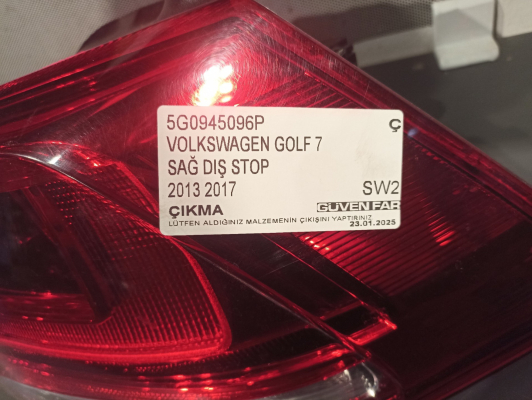 5G0945096P Ç
VOLKSWAGEN GOLF 7
SAĞ DIŞ STOP
2013 2017 SW2
ÇIKMA GÜVEN FAR
LÜTFEN ALDIĞINIZ MALZEMENİN ÇIKIŞINI YAPTIRINIZ
23.01.2025